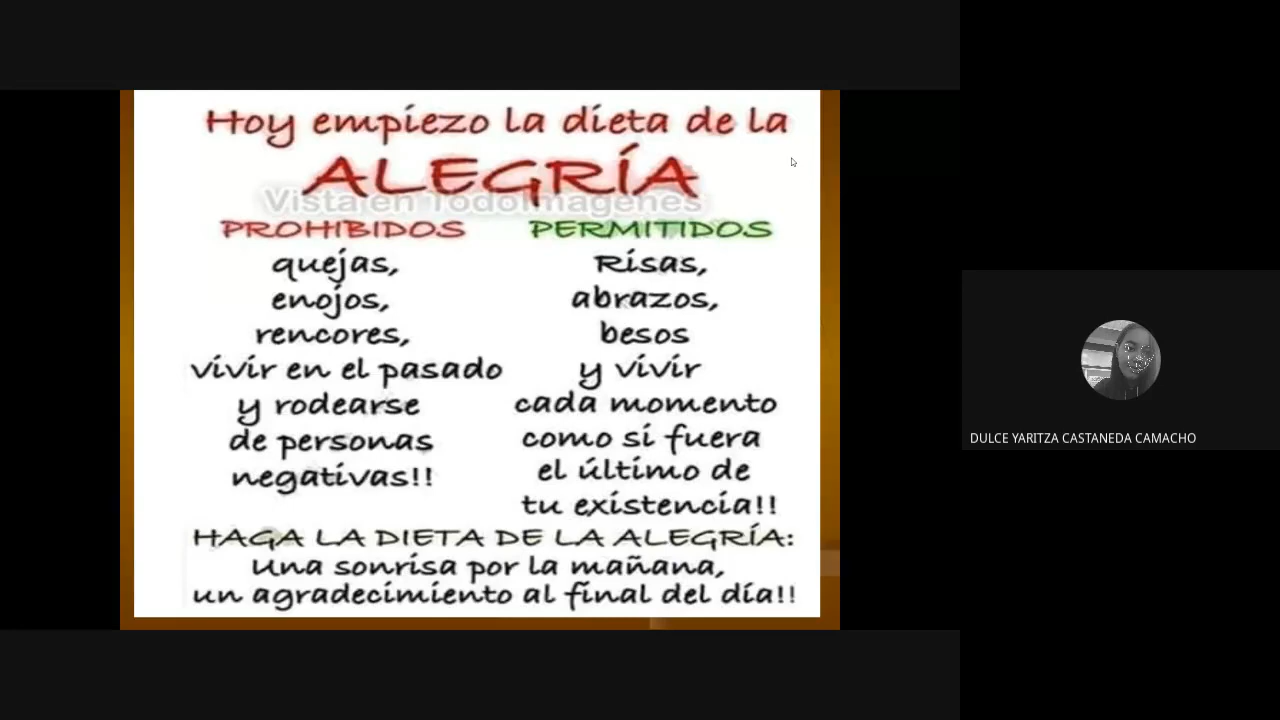 Hoy empiezo la dieta de la
ALEGRÍA
Vista en TodoImagenes
PROHIBIDOS
quejas,
enojos,
rencores,
vivir en el pasado
y rodearse
de personas
negativas!!
PERMITIDOS
Risas,
abrazos,
besos
y vivir
cada momento
como si fuera
el último de
tu existencia!!
HAGA LA DIETA DE LA ALEGRÍA:
Una sonrisa por la mañana,
un agradecimiento al final del día!!
DULCE YARITZA CASTANEDA CAMACHO